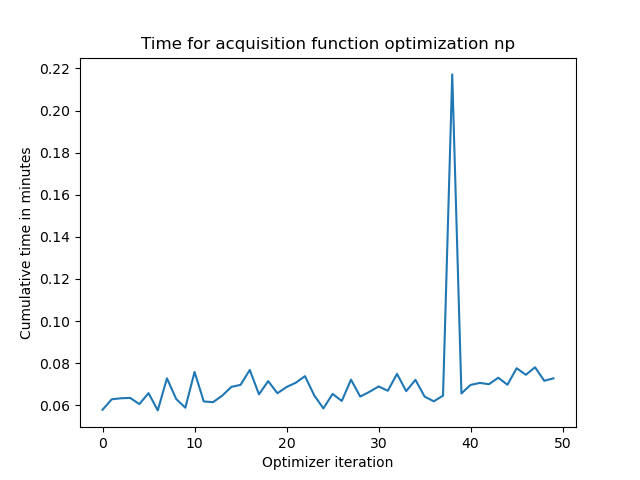 Time for acquisition function optimization np
0.22
0.20
0.18
0.16
0.14
0.12
0.10
0.08
0.06
Cumulative time in minutes
0 10 20 30 40 50
Optimizer iteration